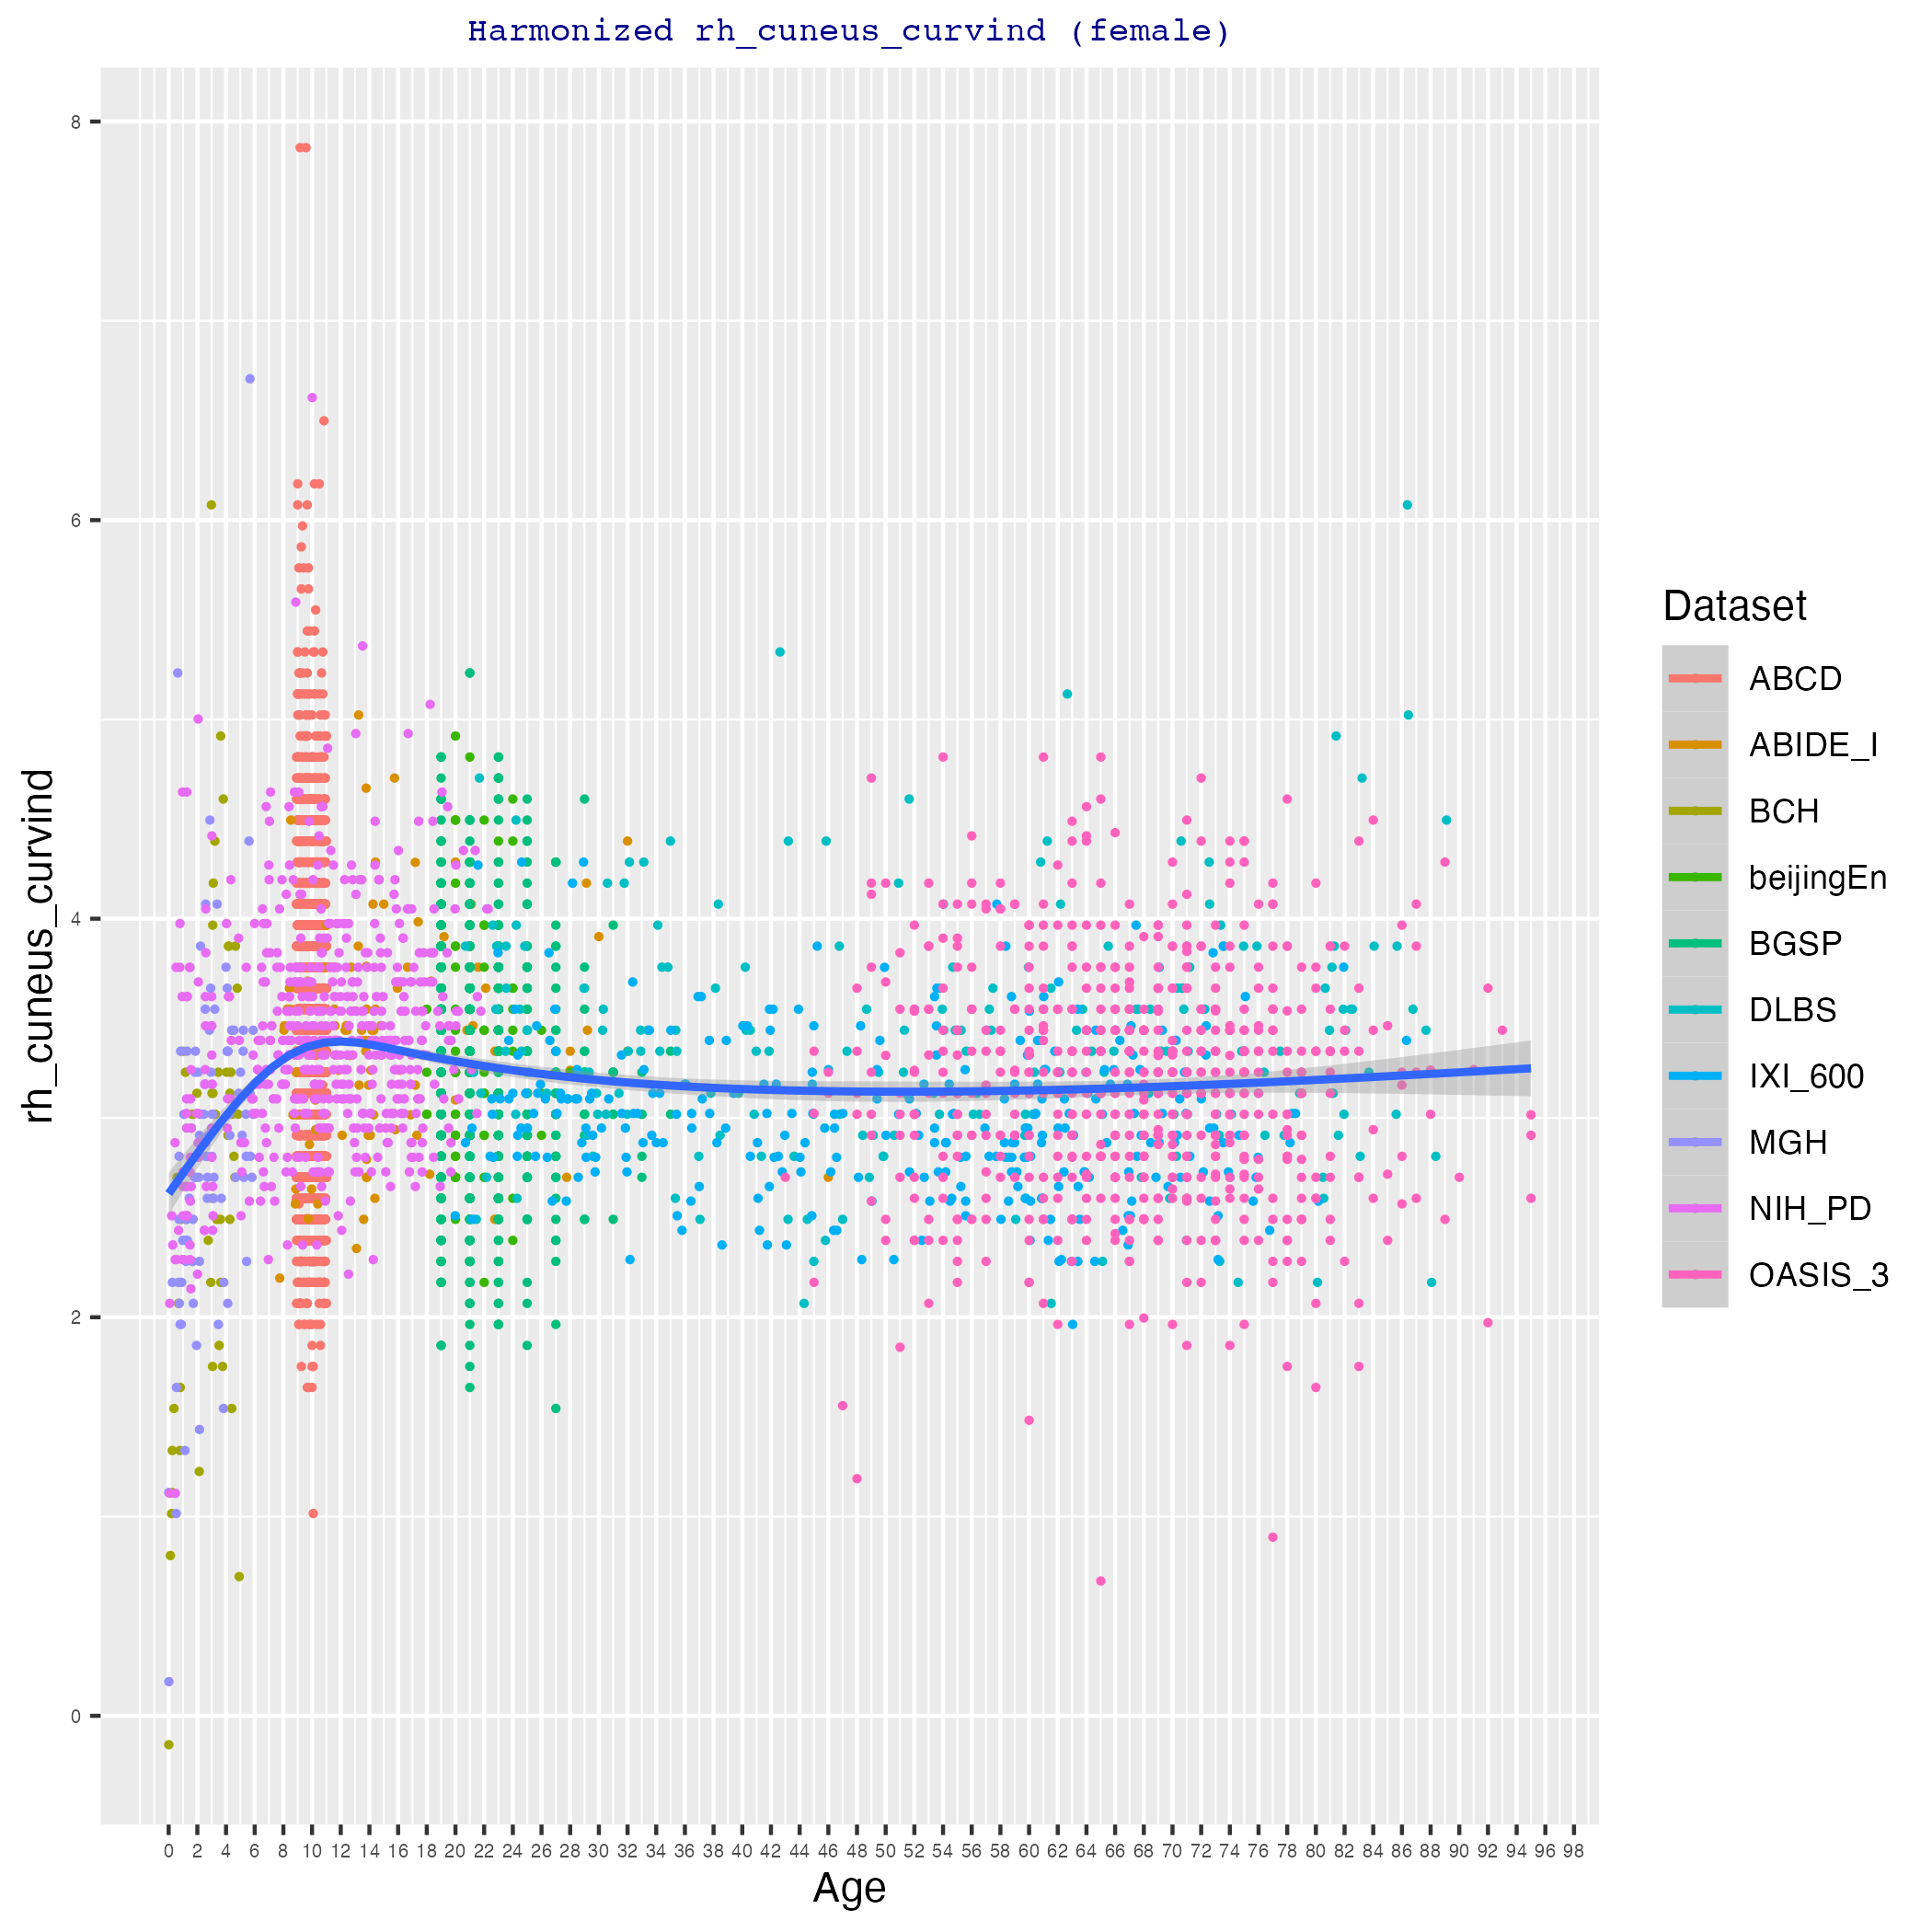 Harmonized rh_cuneus_curvind (female)
rh_cuneus_curvind
8
6
4
2
0
0 2 4 6 8 10 12 14 16 18 20 22 24 26 28 30 32 34 36 38 40 42 44 46 48 50 52 54 56 58 60 62 64 66 68 70 72 74 76 78 80 82 84 86 88 90 92 94 96 98
Age
Dataset
ABCD
ABIDE_I
BCH
beijingEn
BGSP
DLBS
IXI_600
MGH
NIH_PD
OASIS_3